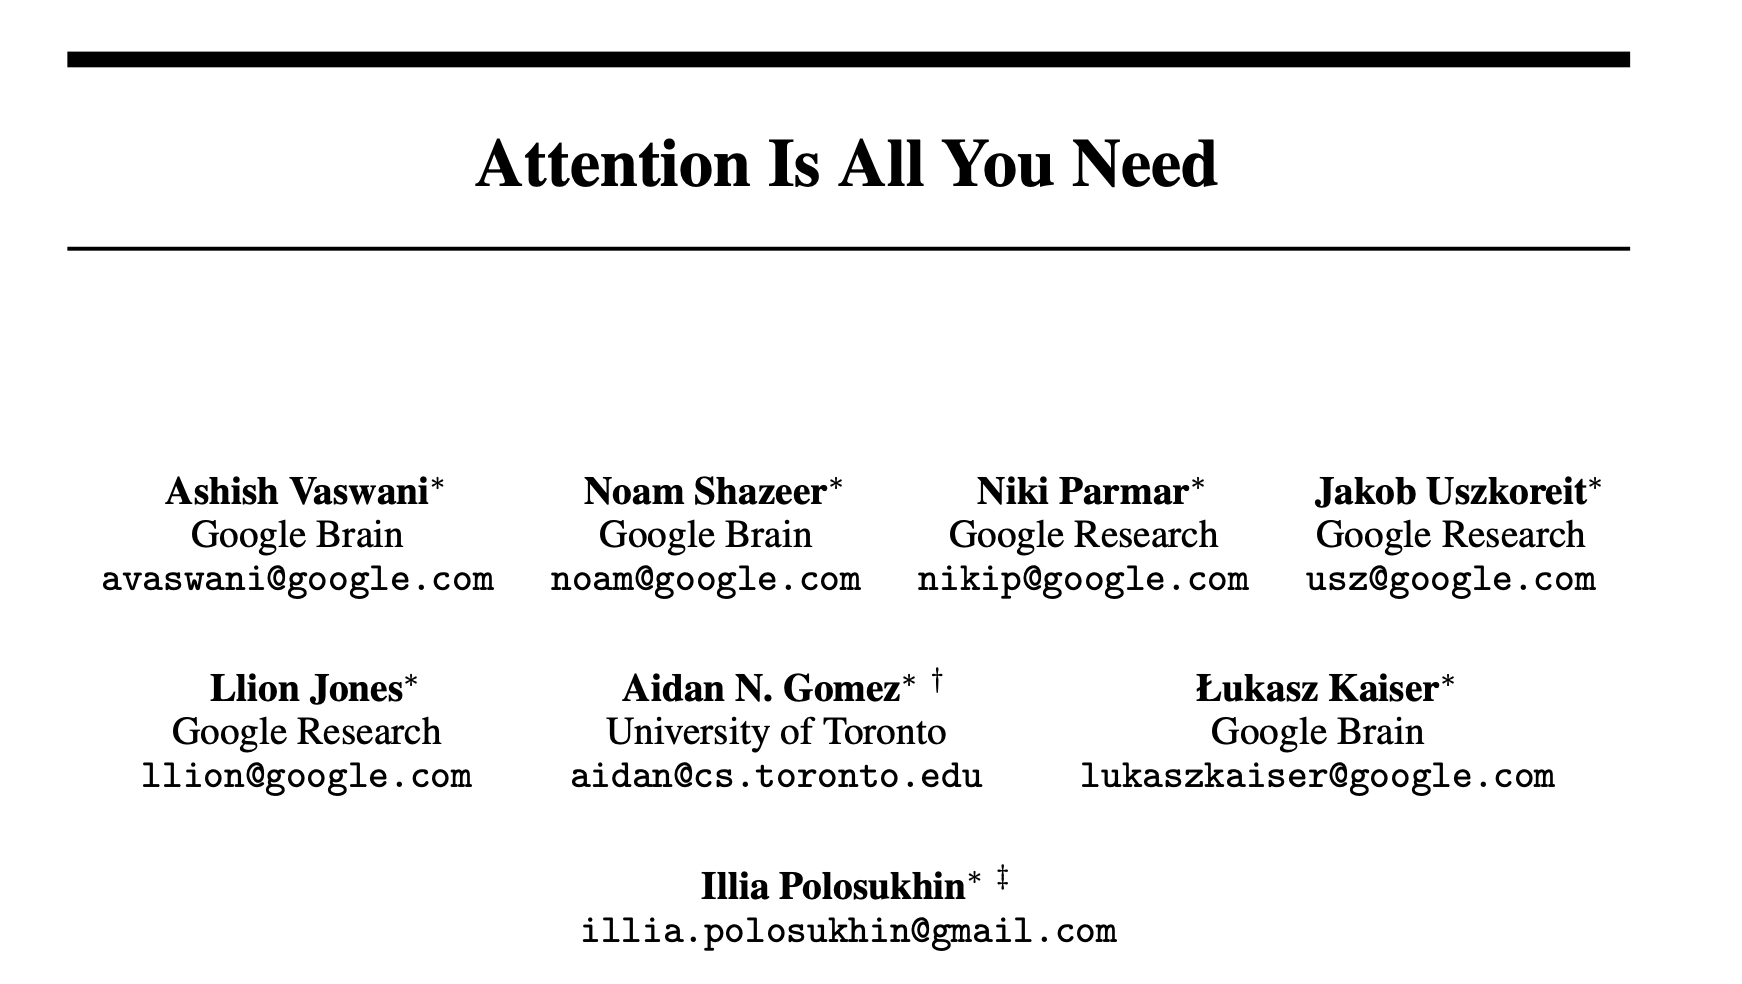 Attention Is All You Need
Ashish Vaswani* Noam Shazeer* Niki Parmar* Jakob Uszkoreit*
Google Brain Google Brain Google Research Google Research
avaswani@google.com noam@google.com nikip@google.com usz@google.com
Llion Jones* Aidan N. Gomez* † Łukasz Kaiser*
Google Research University of Toronto Google Brain
llion@google.com aidan@cs.toronto.edu lukaszkaiser@google.com
Illia Polosukhin* ‡
illia.polosukhin@gmail.com